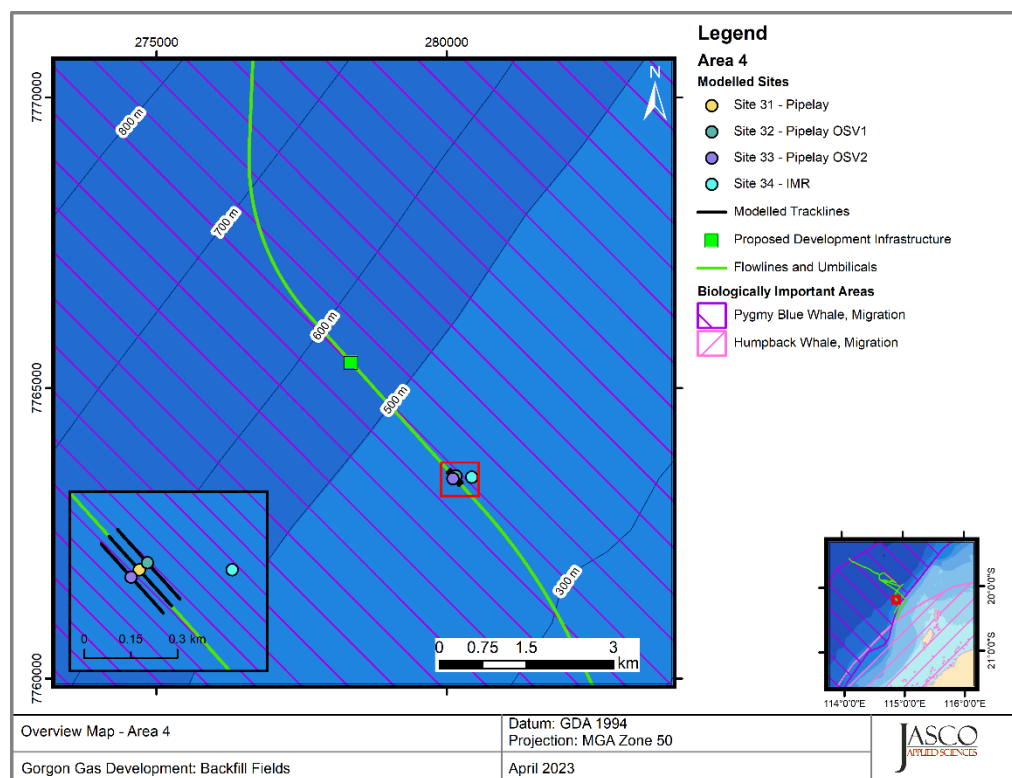 275000
280000
7770000
7765000
7760000
N
800 m
700 m
600 m
500 m
300 m
0
0.15
0.3 km
0
0.75
1.5
3
km
Legend
Area 4
Modelled Sites
Site 31 - Pipelay
Site 32 - Pipelay OSV1
Site 33 - Pipelay OSV2
Site 34 - IMR
Modelled Tracklines
Proposed Development Infrastructure
Flowlines and Umbilicals
Biologically Important Areas
Pygmy Blue Whale, Migration
Humpback Whale, Migration
20°0'0"S
21°0'0"S
114°0'0"E
115°0'0"E
116°0'0"E
Overview Map - Area 4
Datum: GDA 1994
Projection: MGA Zone 50
Gorgon Gas Development: Backfill Fields
April 2023
JASCO
APPLIED SCIENCES